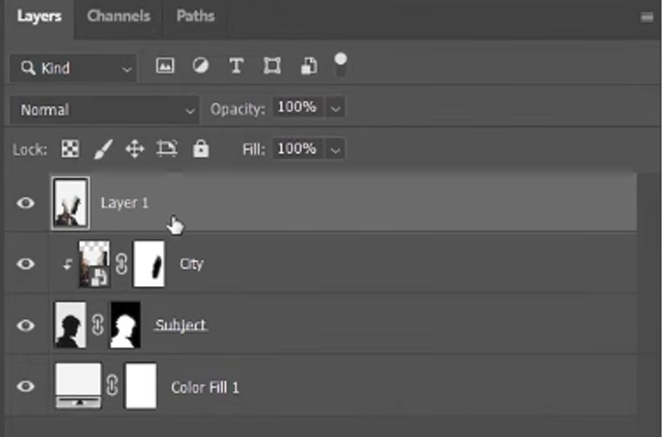 Layers Channels Paths
Kind
Normal Opacity: 100%
Lock: Fill: 100%
Layer 1
City
Subject
Color Fill 1